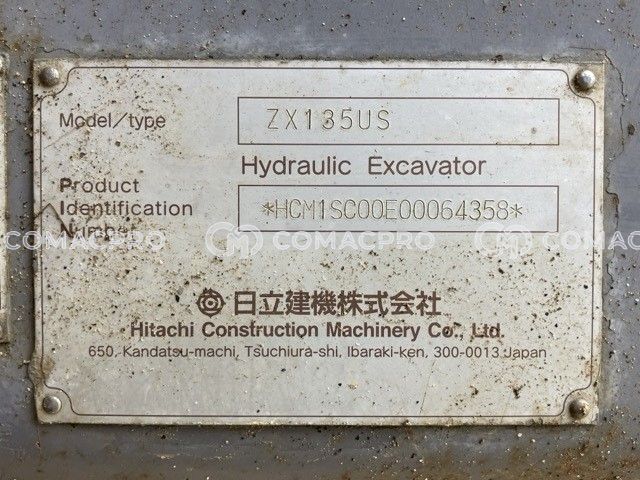 Model/type ZX135US
Hydraulic Excavator
Product
Identification *HCM1SC00E00064358*
Number
COMACPRO COMACPRO COMACPRO
日立建機株式会社
Hitachi Construction Machinery Co., Ltd.
650, Kandatsu-machi, Tsuchiura-shi, Ibaraki-ken, 300-0013 Japan